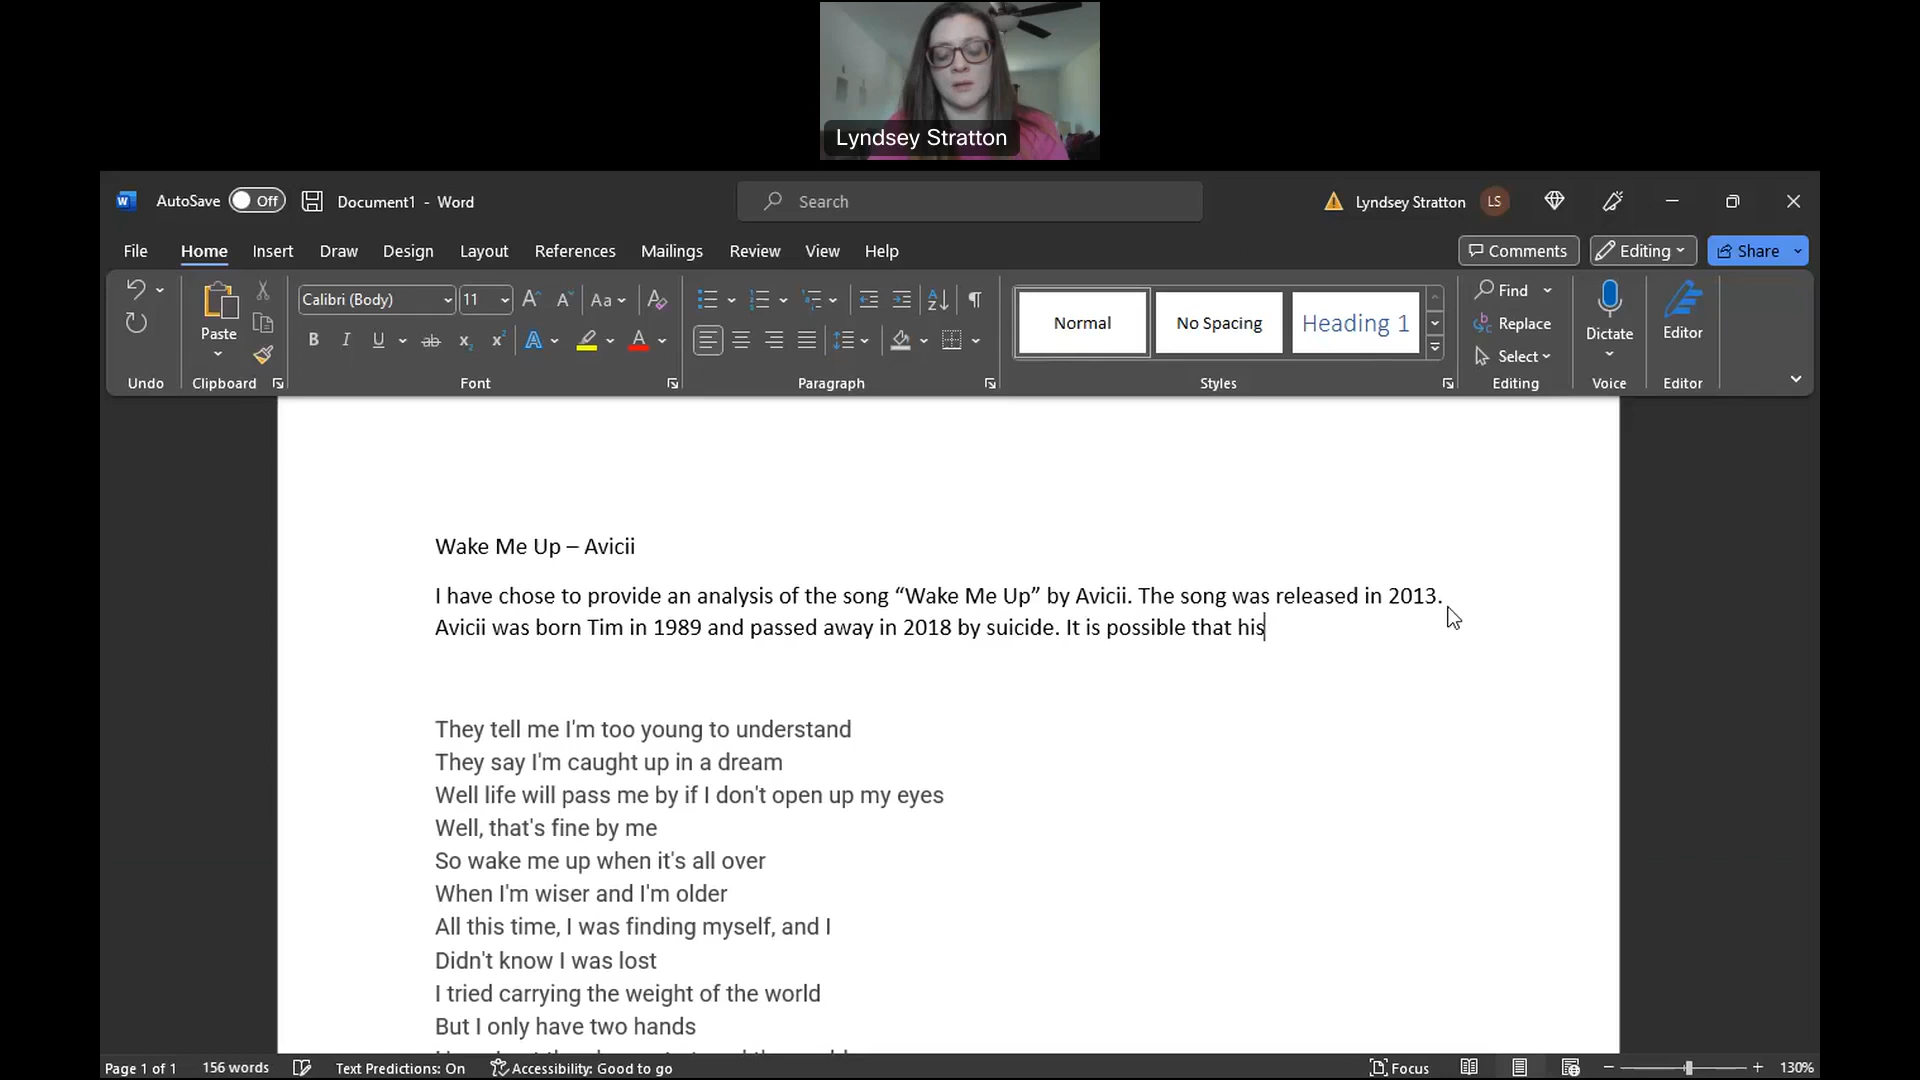 Lyndsey Stratton
AutoSave Off Document1 - Word Search Lyndsey Stratton LS
File Home Insert Draw Design Layout References Mailings Review View Help Comments Editing Share
Calibri (Body) 11 Aa Normal No Spacing Heading 1 Find
Paste Replace Dictate Editor
Select
Undo Clipboard Font Paragraph Styles Editing Voice Editor
Wake Me Up – Avicii
I have chose to provide an analysis of the song “Wake Me Up” by Avicii. The song was released in 2013.
Avicii was born Tim in 1989 and passed away in 2018 by suicide. It is possible that his
They tell me I'm too young to understand
They say I'm caught up in a dream
Well life will pass me by if I don't open up my eyes
Well, that's fine by me
So wake me up when it's all over
When I'm wiser and I'm older
All this time, I was finding myself, and I
Didn't know I was lost
I tried carrying the weight of the world
But I only have two hands
Page 1 of 1 156 words Text Predictions: On Accessibility: Good to go Focus 130%